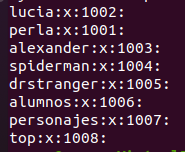 lucia:x:1002:
perla:x:1001:
alexander:x:1003:
spiderman:x:1004:
drstranger:x:1005:
alumnos:x:1006:
personajes:x:1007:
top:x:1008: